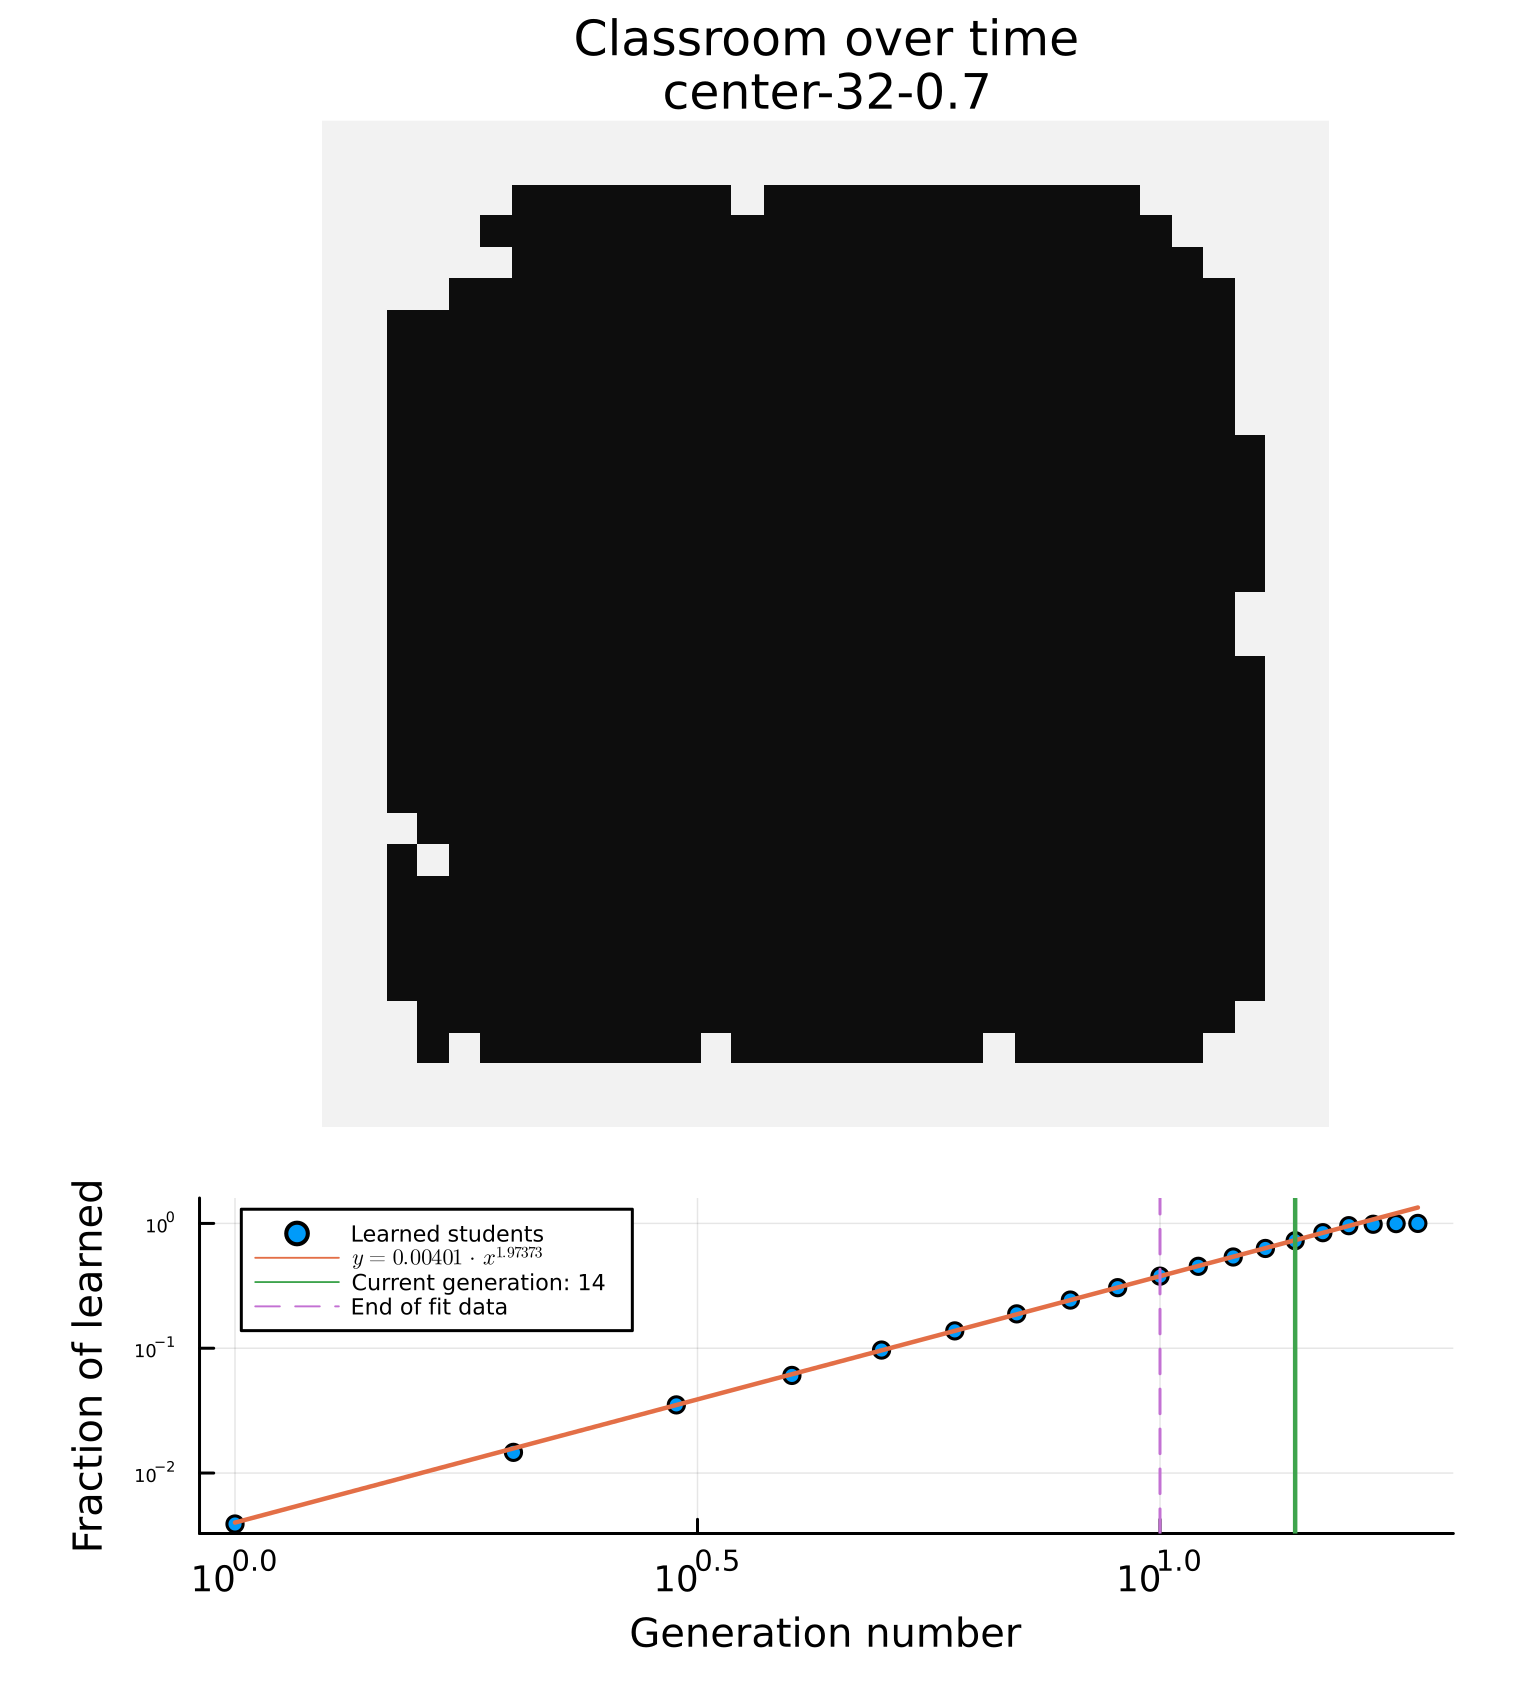 Classroom over time
center-32-0.7
Fraction of learned
10^0
10^-1
10^-2
Learned students
y = 0.00401 · x^1.97373
Current generation: 14
End of fit data
10^0.0
10^0.5
10^1.0
Generation number